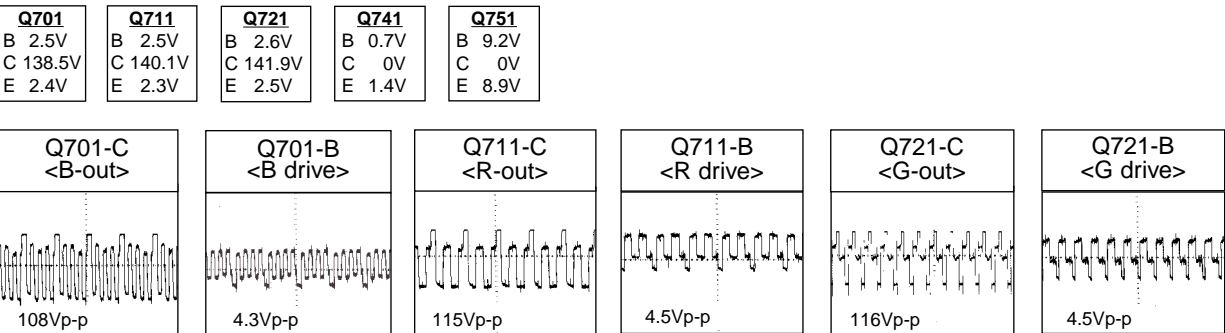 Q701
B 2.5V
C 138.5V
E 2.4V
Q711
B 2.5V
C 140.1V
E 2.3V
Q721
B 2.6V
C 141.9V
E 2.5V
Q741
B 0.7V
C 0V
E 1.4V
Q751
B 9.2V
C 0V
E 8.9V
Q701-C
<B-out>
108Vp-p
Q701-B
<B drive>
4.3Vp-p
Q711-C
<R-out>
115Vp-p
Q711-B
<R drive>
4.5Vp-p
Q721-C
<G-out>
116Vp-p
Q721-B
<G drive>
4.5Vp-p